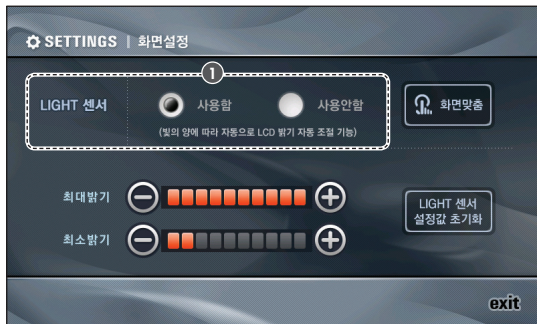 SETTINGS | 화면설정
1
LIGHT 센서
사용함
사용안함
(빛의 양에 따라 자동으로 LCD 밝기 자동 조절 기능)
화면맞춤
최대밝기
최소밝기
LIGHT 센서
설정값 초기화
exit